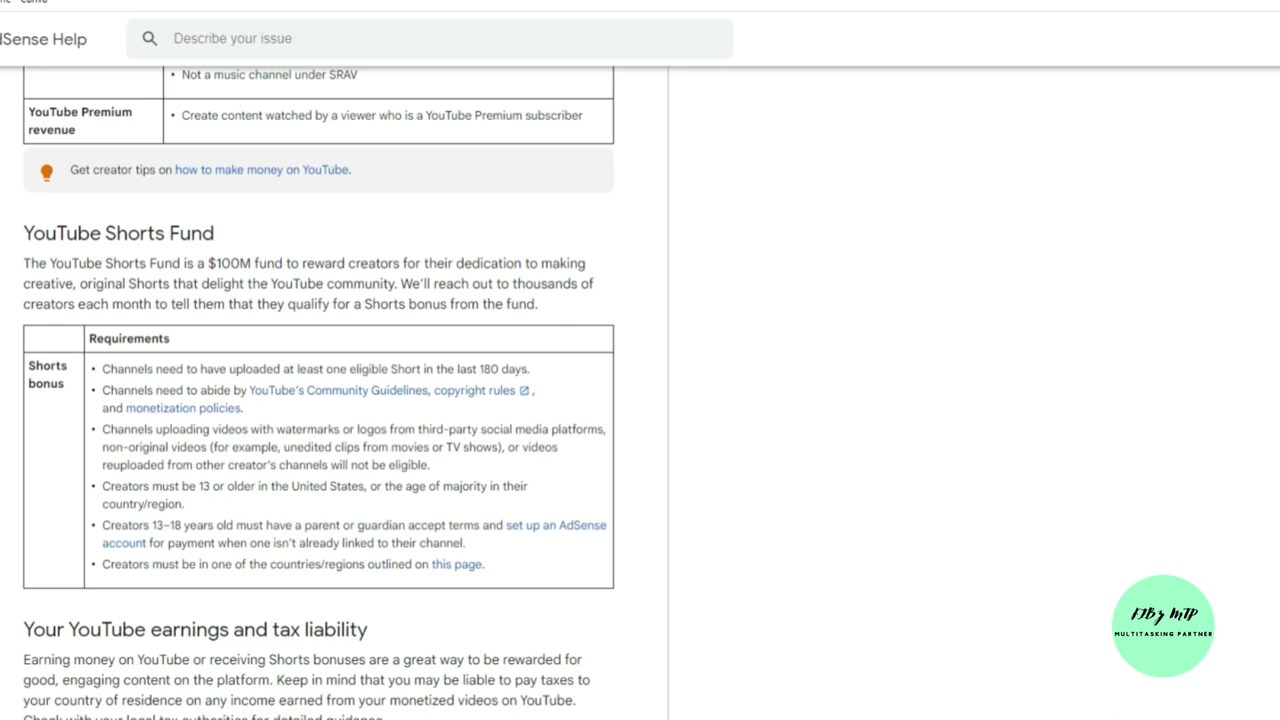 Sense Help
Describe your issue
• Not a music channel under SRAV
YouTube Premium
revenue
• Create content watched by a viewer who is a YouTube Premium subscriber
Get creator tips on how to make money on YouTube.
YouTube Shorts Fund
The YouTube Shorts Fund is a $100M fund to reward creators for their dedication to making
creative, original Shorts that delight the YouTube community. We'll reach out to thousands of
creators each month to tell them that they qualify for a Shorts bonus from the fund.
Requirements
Shorts
bonus
• Channels need to have uploaded at least one eligible Short in the last 180 days.
• Channels need to abide by YouTube's Community Guidelines, copyright rules ,
and monetization policies.
• Channels uploading videos with watermarks or logos from third-party social media platforms,
non-original videos (for example, unedited clips from movies or TV shows), or videos
reuploaded from other creator's channels will not be eligible.
• Creators must be 13 or older in the United States, or the age of majority in their
country/region.
• Creators 13–18 years old must have a parent or guardian accept terms and set up an AdSense
account for payment when one isn't already linked to their channel.
• Creators must be in one of the countries/regions outlined on this page.
Your YouTube earnings and tax liability
Earning money on YouTube or receiving Shorts bonuses are a great way to be rewarded for
good, engaging content on the platform. Keep in mind that you may be liable to pay taxes to
your country of residence on any income earned from your monetized videos on YouTube.
Check with your local tax authorities for detailed guidance.
MTP
MULTITASKING PARTNER